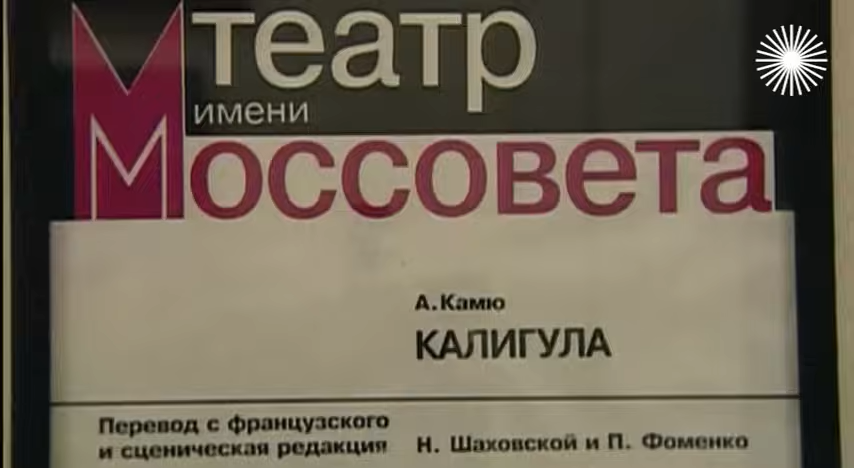 театр
имени
Моссовета
А.Камю
КАЛИГУЛА
Перевод с французского
и сценическая редакция Н. Шаховской и П. Фоменко